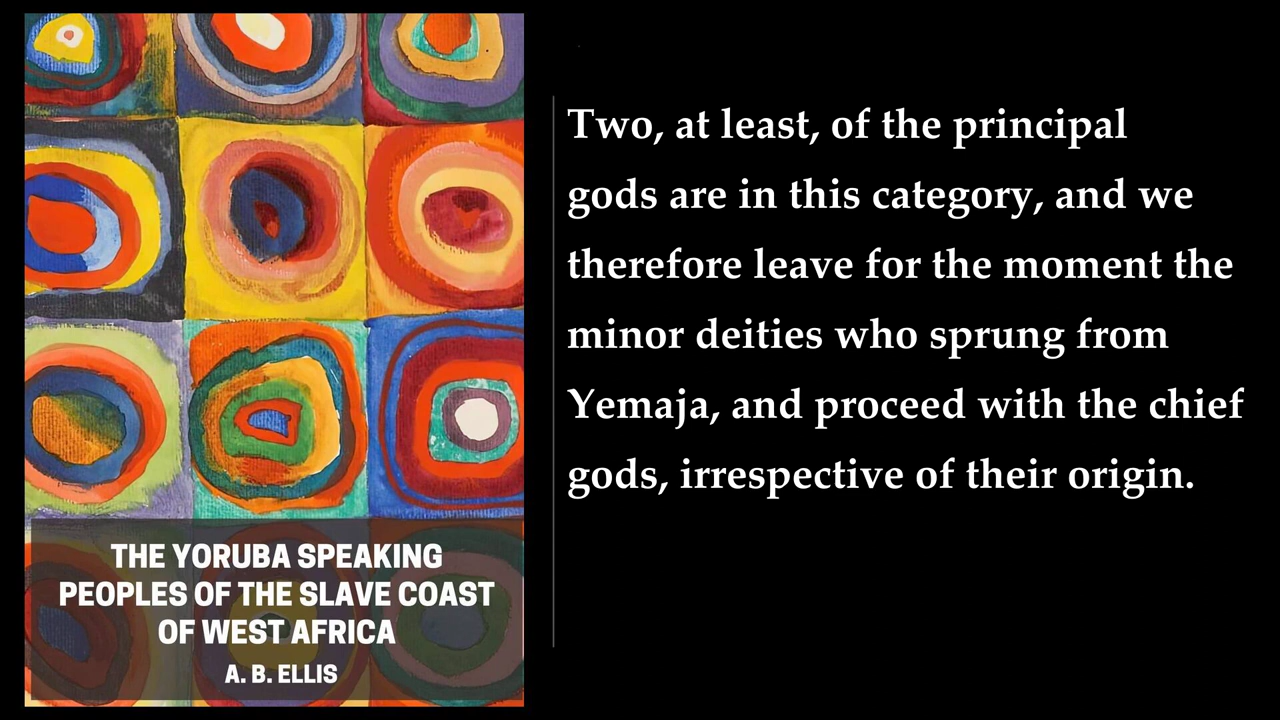 THE YORUBA SPEAKING
PEOPLES OF THE SLAVE COAST
OF WEST AFRICA
A. B. ELLIS
Two, at least, of the principal
gods are in this category, and we
therefore leave for the moment the
minor deities who sprung from
Yemaja, and proceed with the chief
gods, irrespective of their origin.